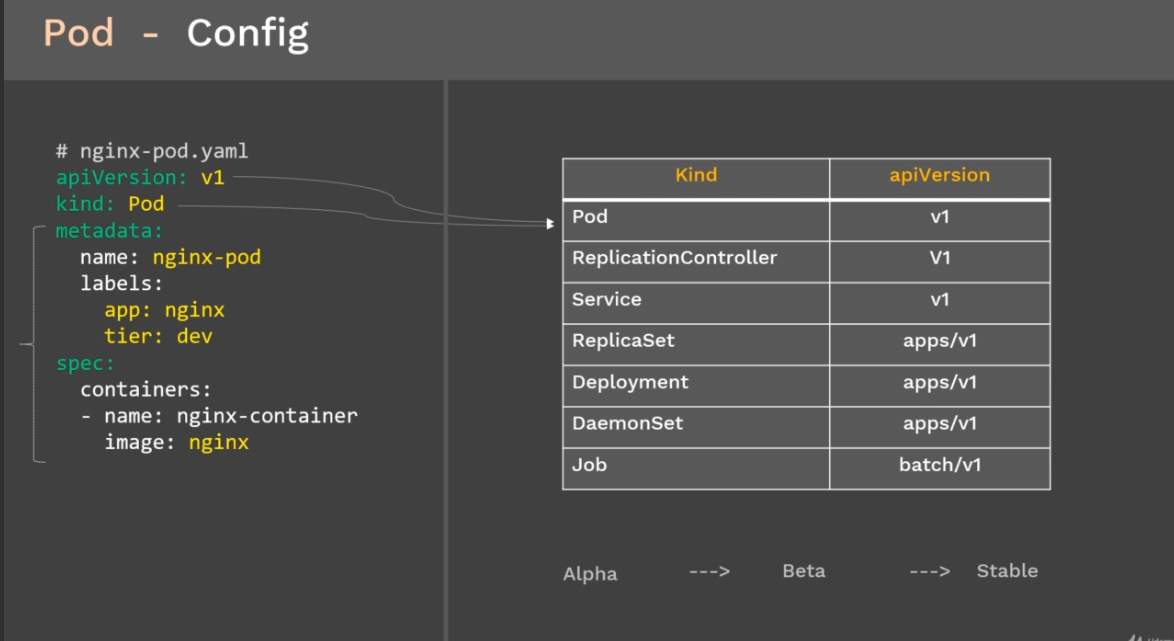 Pod - Config
# nginx-pod.yaml
apiVersion: v1
kind: Pod
metadata:
  name: nginx-pod
  labels:
    app: nginx
    tier: dev
spec:
  containers:
  - name: nginx-container
    image: nginx
Kind apiVersion
Pod v1
ReplicationController V1
Service v1
ReplicaSet apps/v1
Deployment apps/v1
DaemonSet apps/v1
Job batch/v1
Alpha ---> Beta ---> Stable